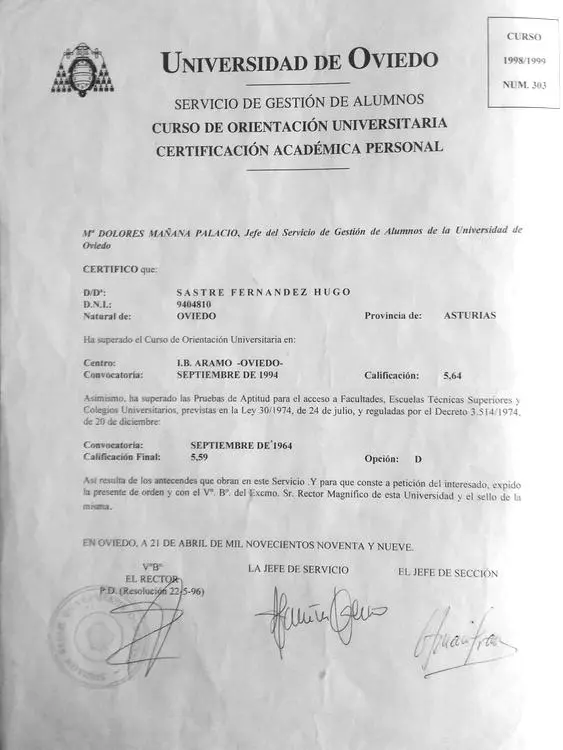 UNIVERSIDAD DE OVIEDO
CURSO
1998/1999
NUM. 303
SERVICIO DE GESTIÓN DE ALUMNOS
CURSO DE ORIENTACIÓN UNIVERSITARIA
CERTIFICACIÓN ACADÉMICA PERSONAL
Mª DOLORES MAÑANA PALACIO, Jefe del Servicio de Gestión de Alumnos de la Universidad de
Oviedo
CERTIFICO que:
D/Dª: SASTRE FERNANDEZ HUGO
D.N.I.: 9404810
Natural de: OVIEDO Provincia de: ASTURIAS
Ha superado el Curso de Orientación Universitaria en:
Centro: I.B. ARAMO -OVIEDO-
Convocatoria: SEPTIEMBRE DE 1994 Calificación: 5,64
Asimismo, ha superado las Pruebas de Aptitud para el acceso a Facultades, Escuelas Técnicas Superiores y
Colegios Universitarios, previstas en la Ley 30/1974, de 24 de julio, y reguladas por el Decreto 3.514/1974,
de 20 de diciembre:
Convocatoria: SEPTIEMBRE DE 1964
Calificación Final: 5,59 Opción: D
Así resulta de los antecendes que obran en este Servicio .Y para que conste a petición del interesado, expido
la presente de orden y con el Vº. Bº. del Excmo. Sr. Rector Magnífico de esta Universidad y el sello de la
misma.
EN OVIEDO, A 21 DE ABRIL DE MIL NOVECIENTOS NOVENTA Y NUEVE.
VºBº
EL RECTOR
P.D. (Resolución 22-5-96)
LA JEFE DE SERVICIO
EL JEFE DE SECCIÓN